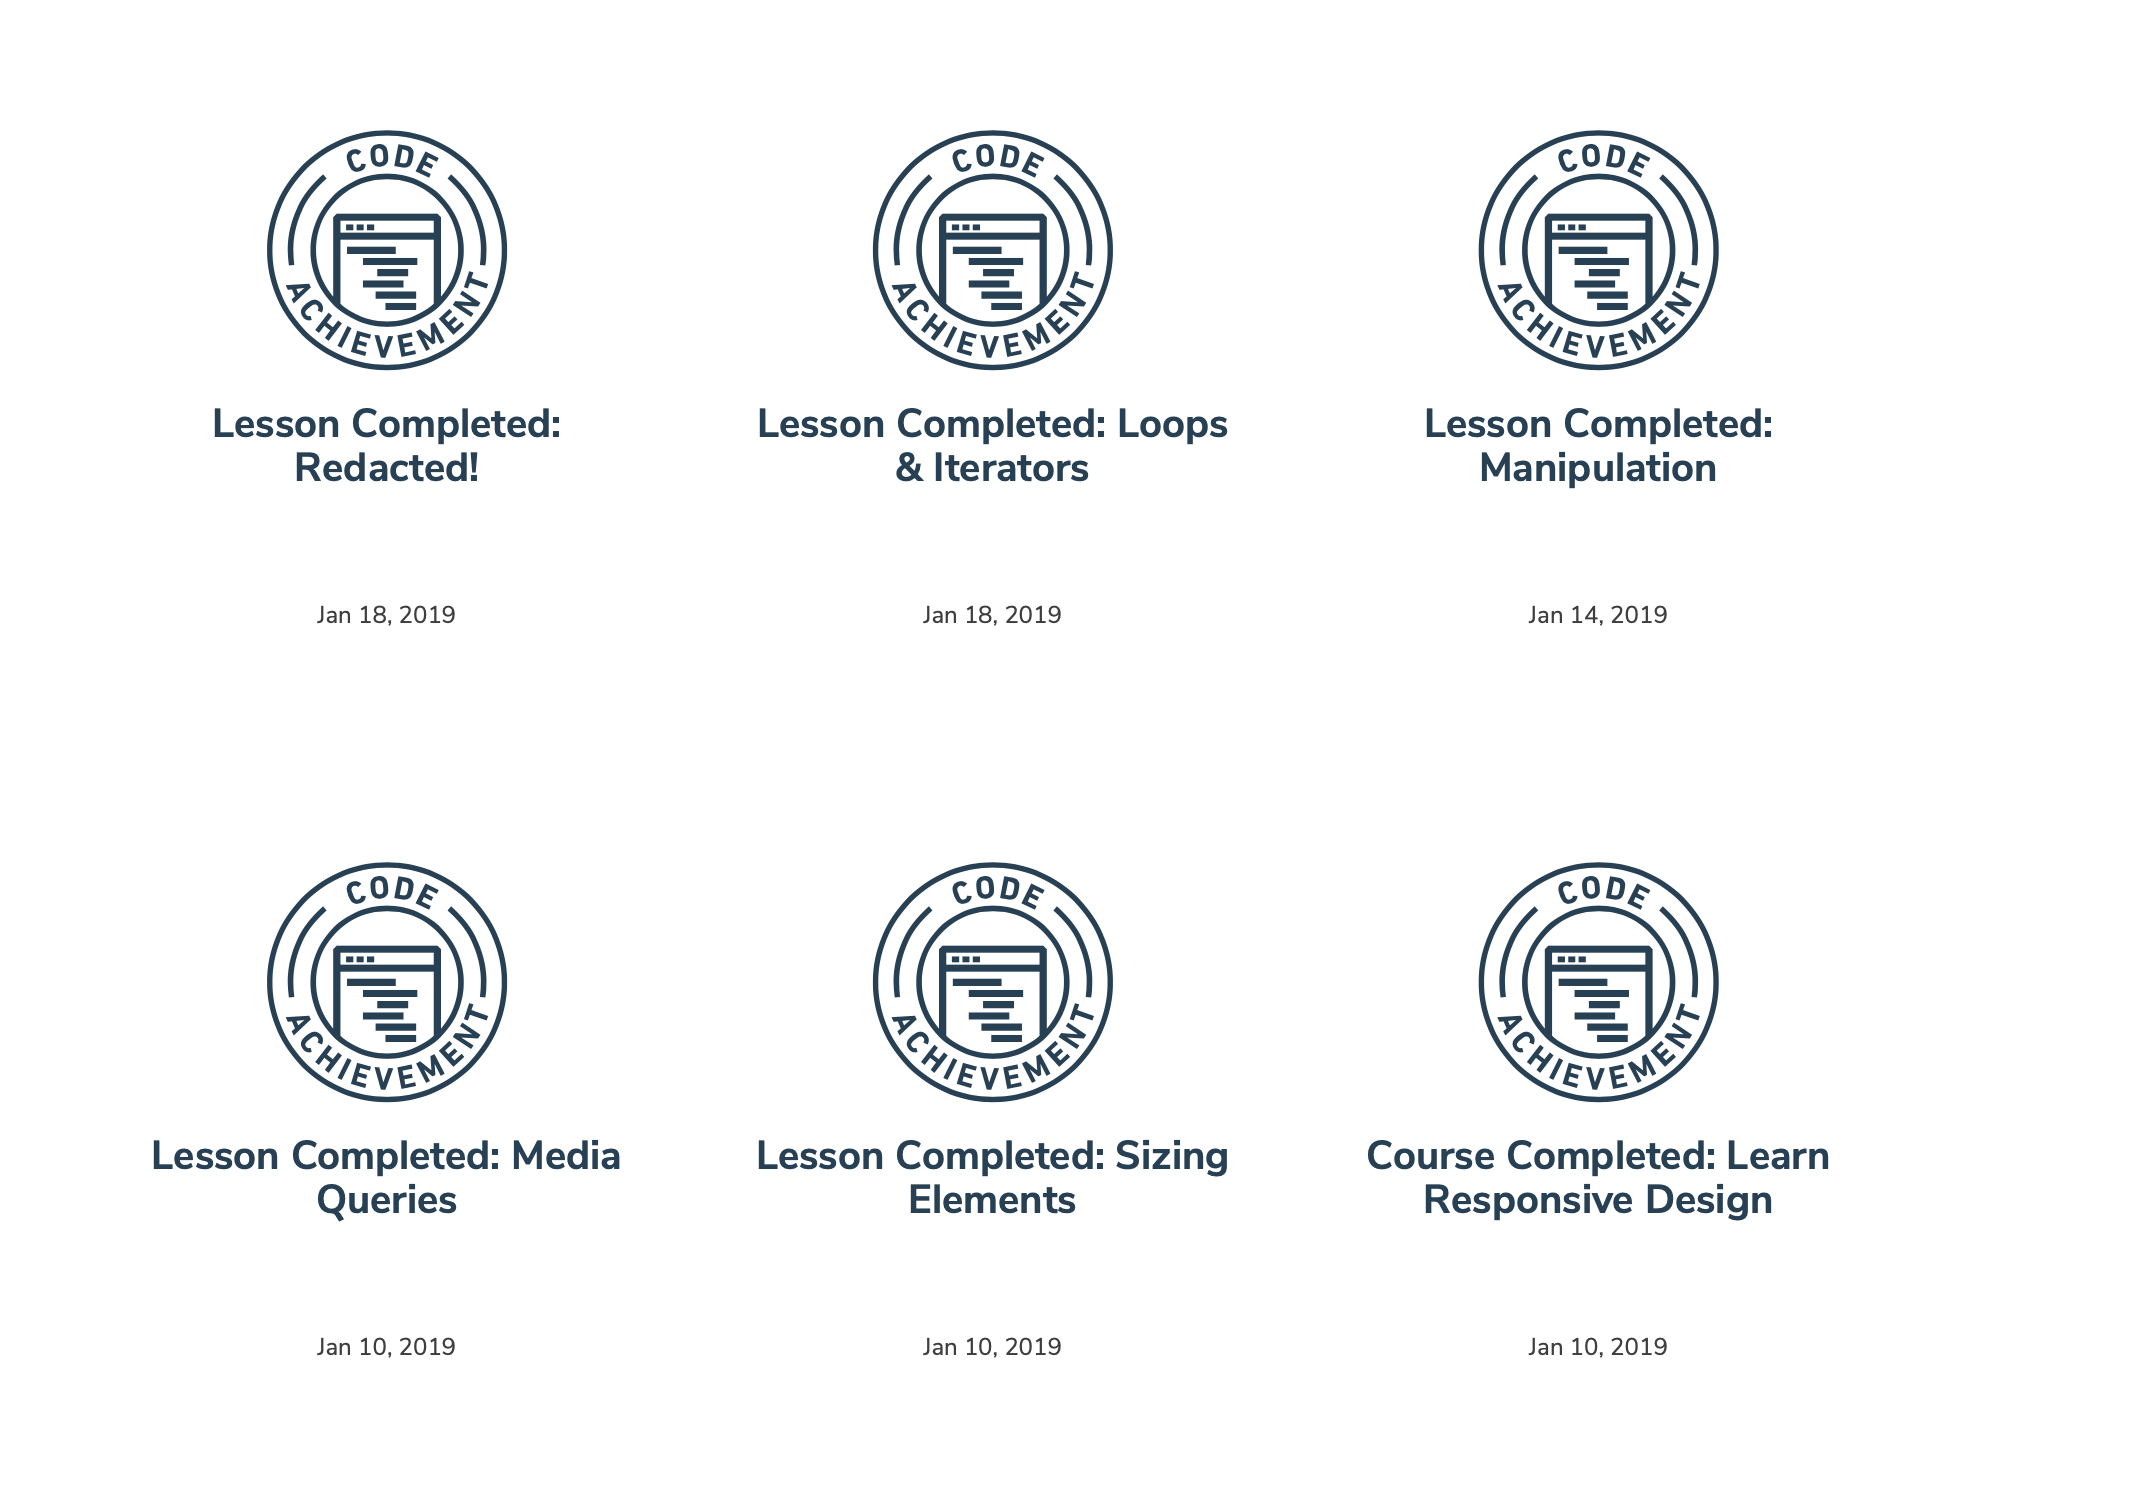 CODE
ACHIEVEMENT
Lesson Completed:
Redacted!
Jan 18, 2019
CODE
ACHIEVEMENT
Lesson Completed: Loops
& Iterators
Jan 18, 2019
CODE
ACHIEVEMENT
Lesson Completed:
Manipulation
Jan 14, 2019
CODE
ACHIEVEMENT
Lesson Completed: Media
Queries
Jan 10, 2019
CODE
ACHIEVEMENT
Lesson Completed: Sizing
Elements
Jan 10, 2019
CODE
ACHIEVEMENT
Course Completed: Learn
Responsive Design
Jan 10, 2019